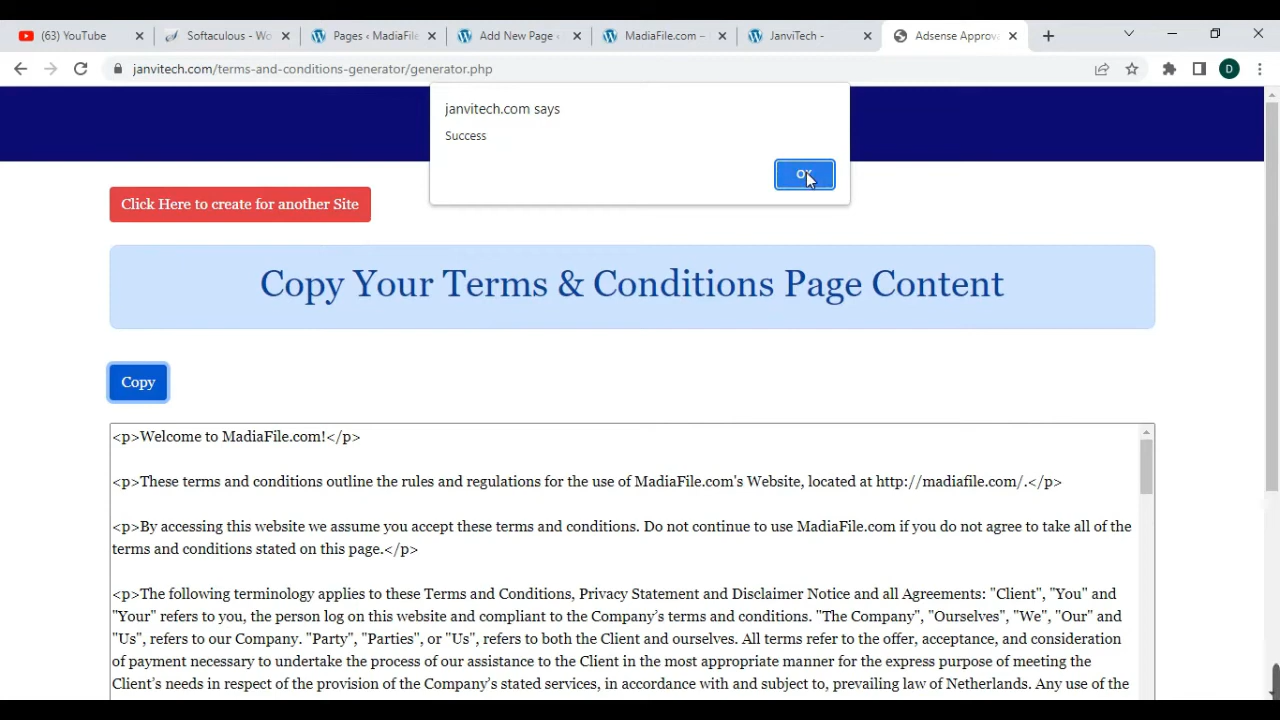 (63) YouTube
Softaculous - Wo
Pages ‹ MadiaFile
Add New Page ‹
MadiaFile.com –
JanviTech -
Adsense Approva
janvitech.com/terms-and-conditions-generator/generator.php
D
janvitech.com says
Success
OK
Click Here to create for another Site
Copy Your Terms & Conditions Page Content
Copy
<p>Welcome to MadiaFile.com!</p>
<p>These terms and conditions outline the rules and regulations for the use of MadiaFile.com's Website, located at http://madiafile.com/.</p>
<p>By accessing this website we assume you accept these terms and conditions. Do not continue to use MadiaFile.com if you do not agree to take all of the
terms and conditions stated on this page.</p>
<p>The following terminology applies to these Terms and Conditions, Privacy Statement and Disclaimer Notice and all Agreements: "Client", "You" and
"Your" refers to you, the person log on this website and compliant to the Company's terms and conditions. "The Company", "Ourselves", "We", "Our" and
"Us", refers to our Company. "Party", "Parties", or "Us", refers to both the Client and ourselves. All terms refer to the offer, acceptance, and consideration
of payment necessary to undertake the process of our assistance to the Client in the most appropriate manner for the express purpose of meeting the
Client's needs in respect of the provision of the Company's stated services, in accordance with and subject to, prevailing law of Netherlands. Any use of the